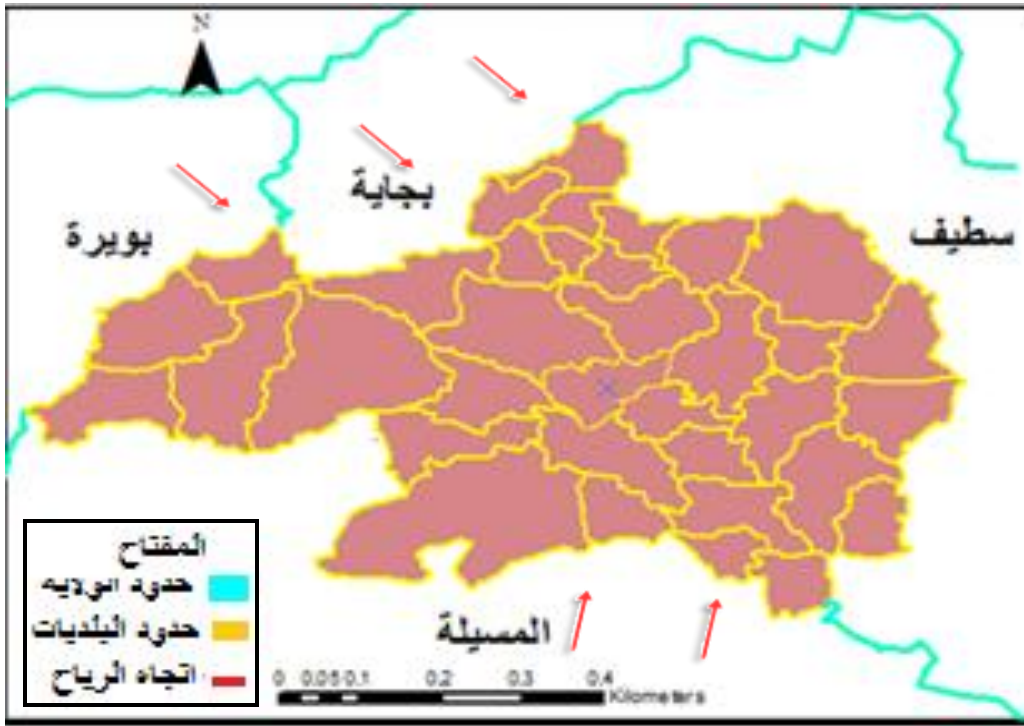 N
بجاية
بويرة
سطيف
المسيلة
المفتاح
حدود الولايه
حدود البلديات
اتجاه الرياح
0 0.05 0.1 0.2 0.3 0.4
Kilometers